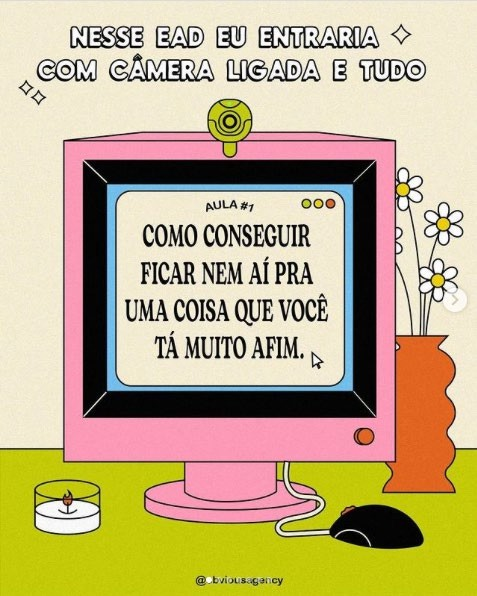 NESSE EAD EU ENTRARIA
COM CÂMERA LIGADA E TUDO
AULA #1
COMO CONSEGUIR
FICAR NEM AÍ PRA
UMA COISA QUE VOCÊ
TÁ MUITO AFIM.
@obviousagency